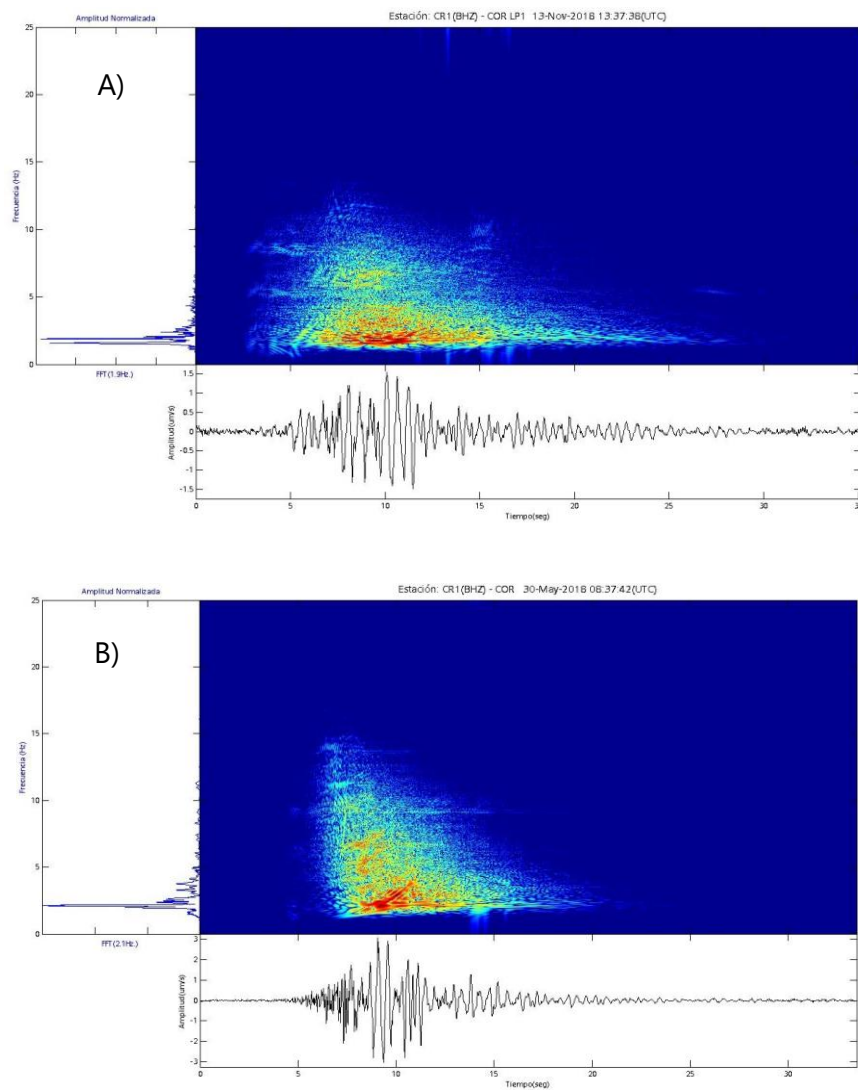 Amplitud Normalizada
Estación: CR1(BHZ) - COR LP1 13-Nov-2018 13:37:38(UTC)
A)
Frecuencia (Hz)
25
20
15
10
5
0
FFT(1.9Hz.)
Amplitud(um/s)
1.5
1
0.5
0
-0.5
-1
-1.5
0 5 10 15 20 25 30 35
Tiempo(seg)
Amplitud Normalizada
Estación: CR1(BHZ) - COR 30-May-2018 08:37:42(UTC)
B)
Frecuencia (Hz)
25
20
15
10
5
0
FFT(2.1Hz.)
Amplitud(um/s)
3
2
1
0
-1
-2
-3
0 5 10 15 20 25 30
Tiempo(seg)